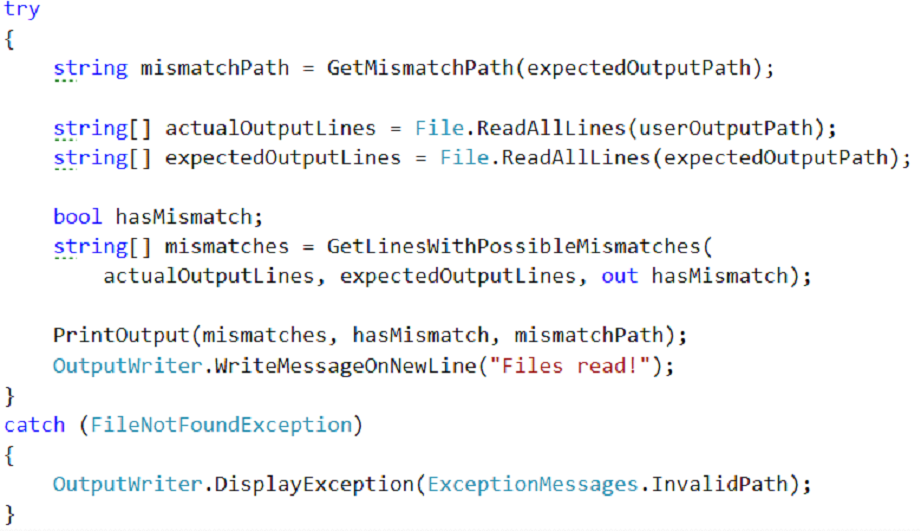 try
{
    string mismatchPath = GetMismatchPath(expectedOutputPath);

    string[] actualOutputLines = File.ReadAllLines(userOutputPath);
    string[] expectedOutputLines = File.ReadAllLines(expectedOutputPath);

    bool hasMismatch;
    string[] mismatches = GetLinesWithPossibleMismatches(
        actualOutputLines, expectedOutputLines, out hasMismatch);

    PrintOutput(mismatches, hasMismatch, mismatchPath);
    OutputWriter.WriteMessageOnNewLine("Files read!");
}
catch (FileNotFoundException)
{
    OutputWriter.DisplayException(ExceptionMessages.InvalidPath);
}